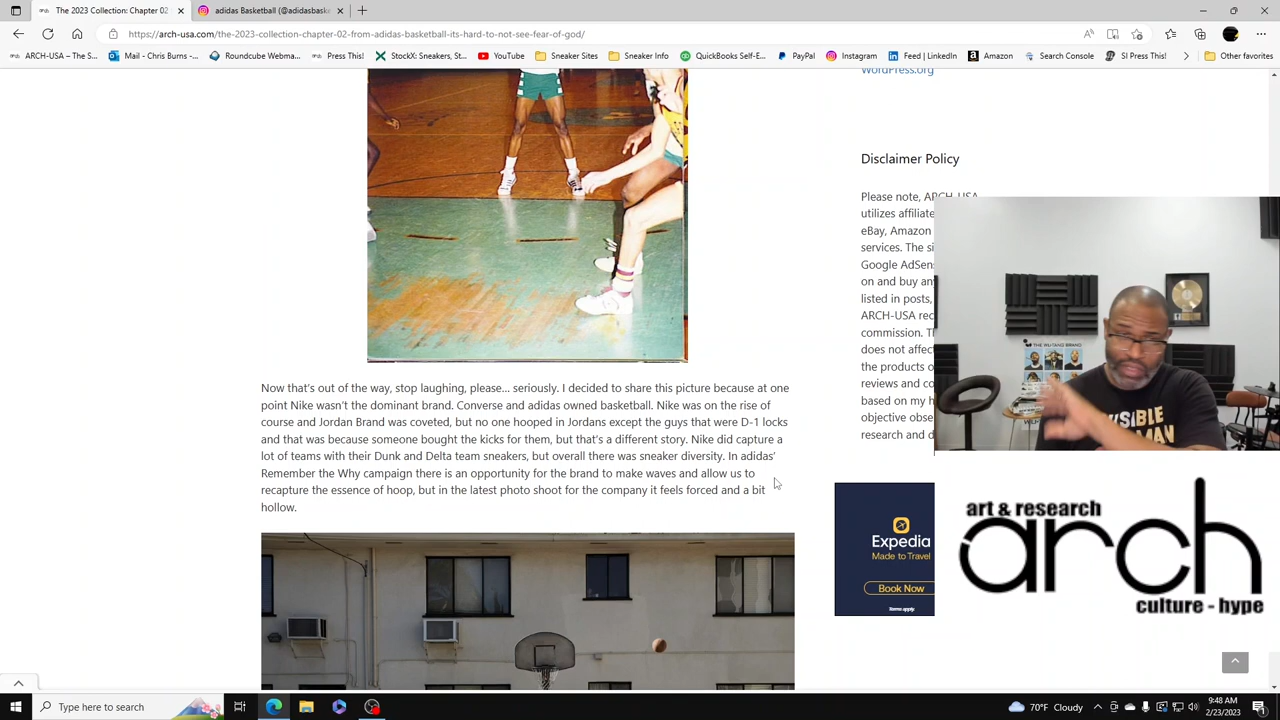 The 2023 Collection: Chapter 02
adidas Basketball (@adidasbaske
https://arch-usa.com/the-2023-collection-chapter-02-from-adidas-basketball-its-hard-to-not-see-fear-of-god/
ARCH-USA – Sneak...
Mail - Chris Burns -...
Roundcube Webma...
Press This!
StockX: Sneakers, St...
YouTube
Sneaker Sites
Sneaker Info
QuickBooks Self-E...
PayPal
Instagram
Feed | LinkedIn
Amazon
Search Console
SI Press This!
Other favorites
WordPress.org
Disclaimer Policy
Please note, ARCH-USA
utilizes affiliate
eBay, Amazon
services. The si
Google AdSen
on and buy an
listed in posts,
ARCH-USA rec
commission. Th
does not affect
the products o
reviews and co
based on my h
objective obse
research and d
Now that's out of the way, stop laughing, please... seriously. I decided to share this picture because at one
point Nike wasn't the dominant brand. Converse and adidas owned basketball. Nike was on the rise of
course and Jordan Brand was coveted, but no one hooped in Jordans except the guys that were D-1 locks
and that was because someone bought the kicks for them, but that's a different story. Nike did capture a
lot of teams with their Dunk and Delta team sneakers, but overall there was sneaker diversity. In adidas'
Remember the Why campaign there is an opportunity for the brand to make waves and allow us to
recapture the essence of hoop, but in the latest photo shoot for the company it feels forced and a bit
hollow.
THE WU-TANG BRAND
Expedia
Made to Travel
Book Now
Terms apply
art & research
arch
culture - hype
Type here to search
70°F Cloudy
9:48 AM
2/23/2023